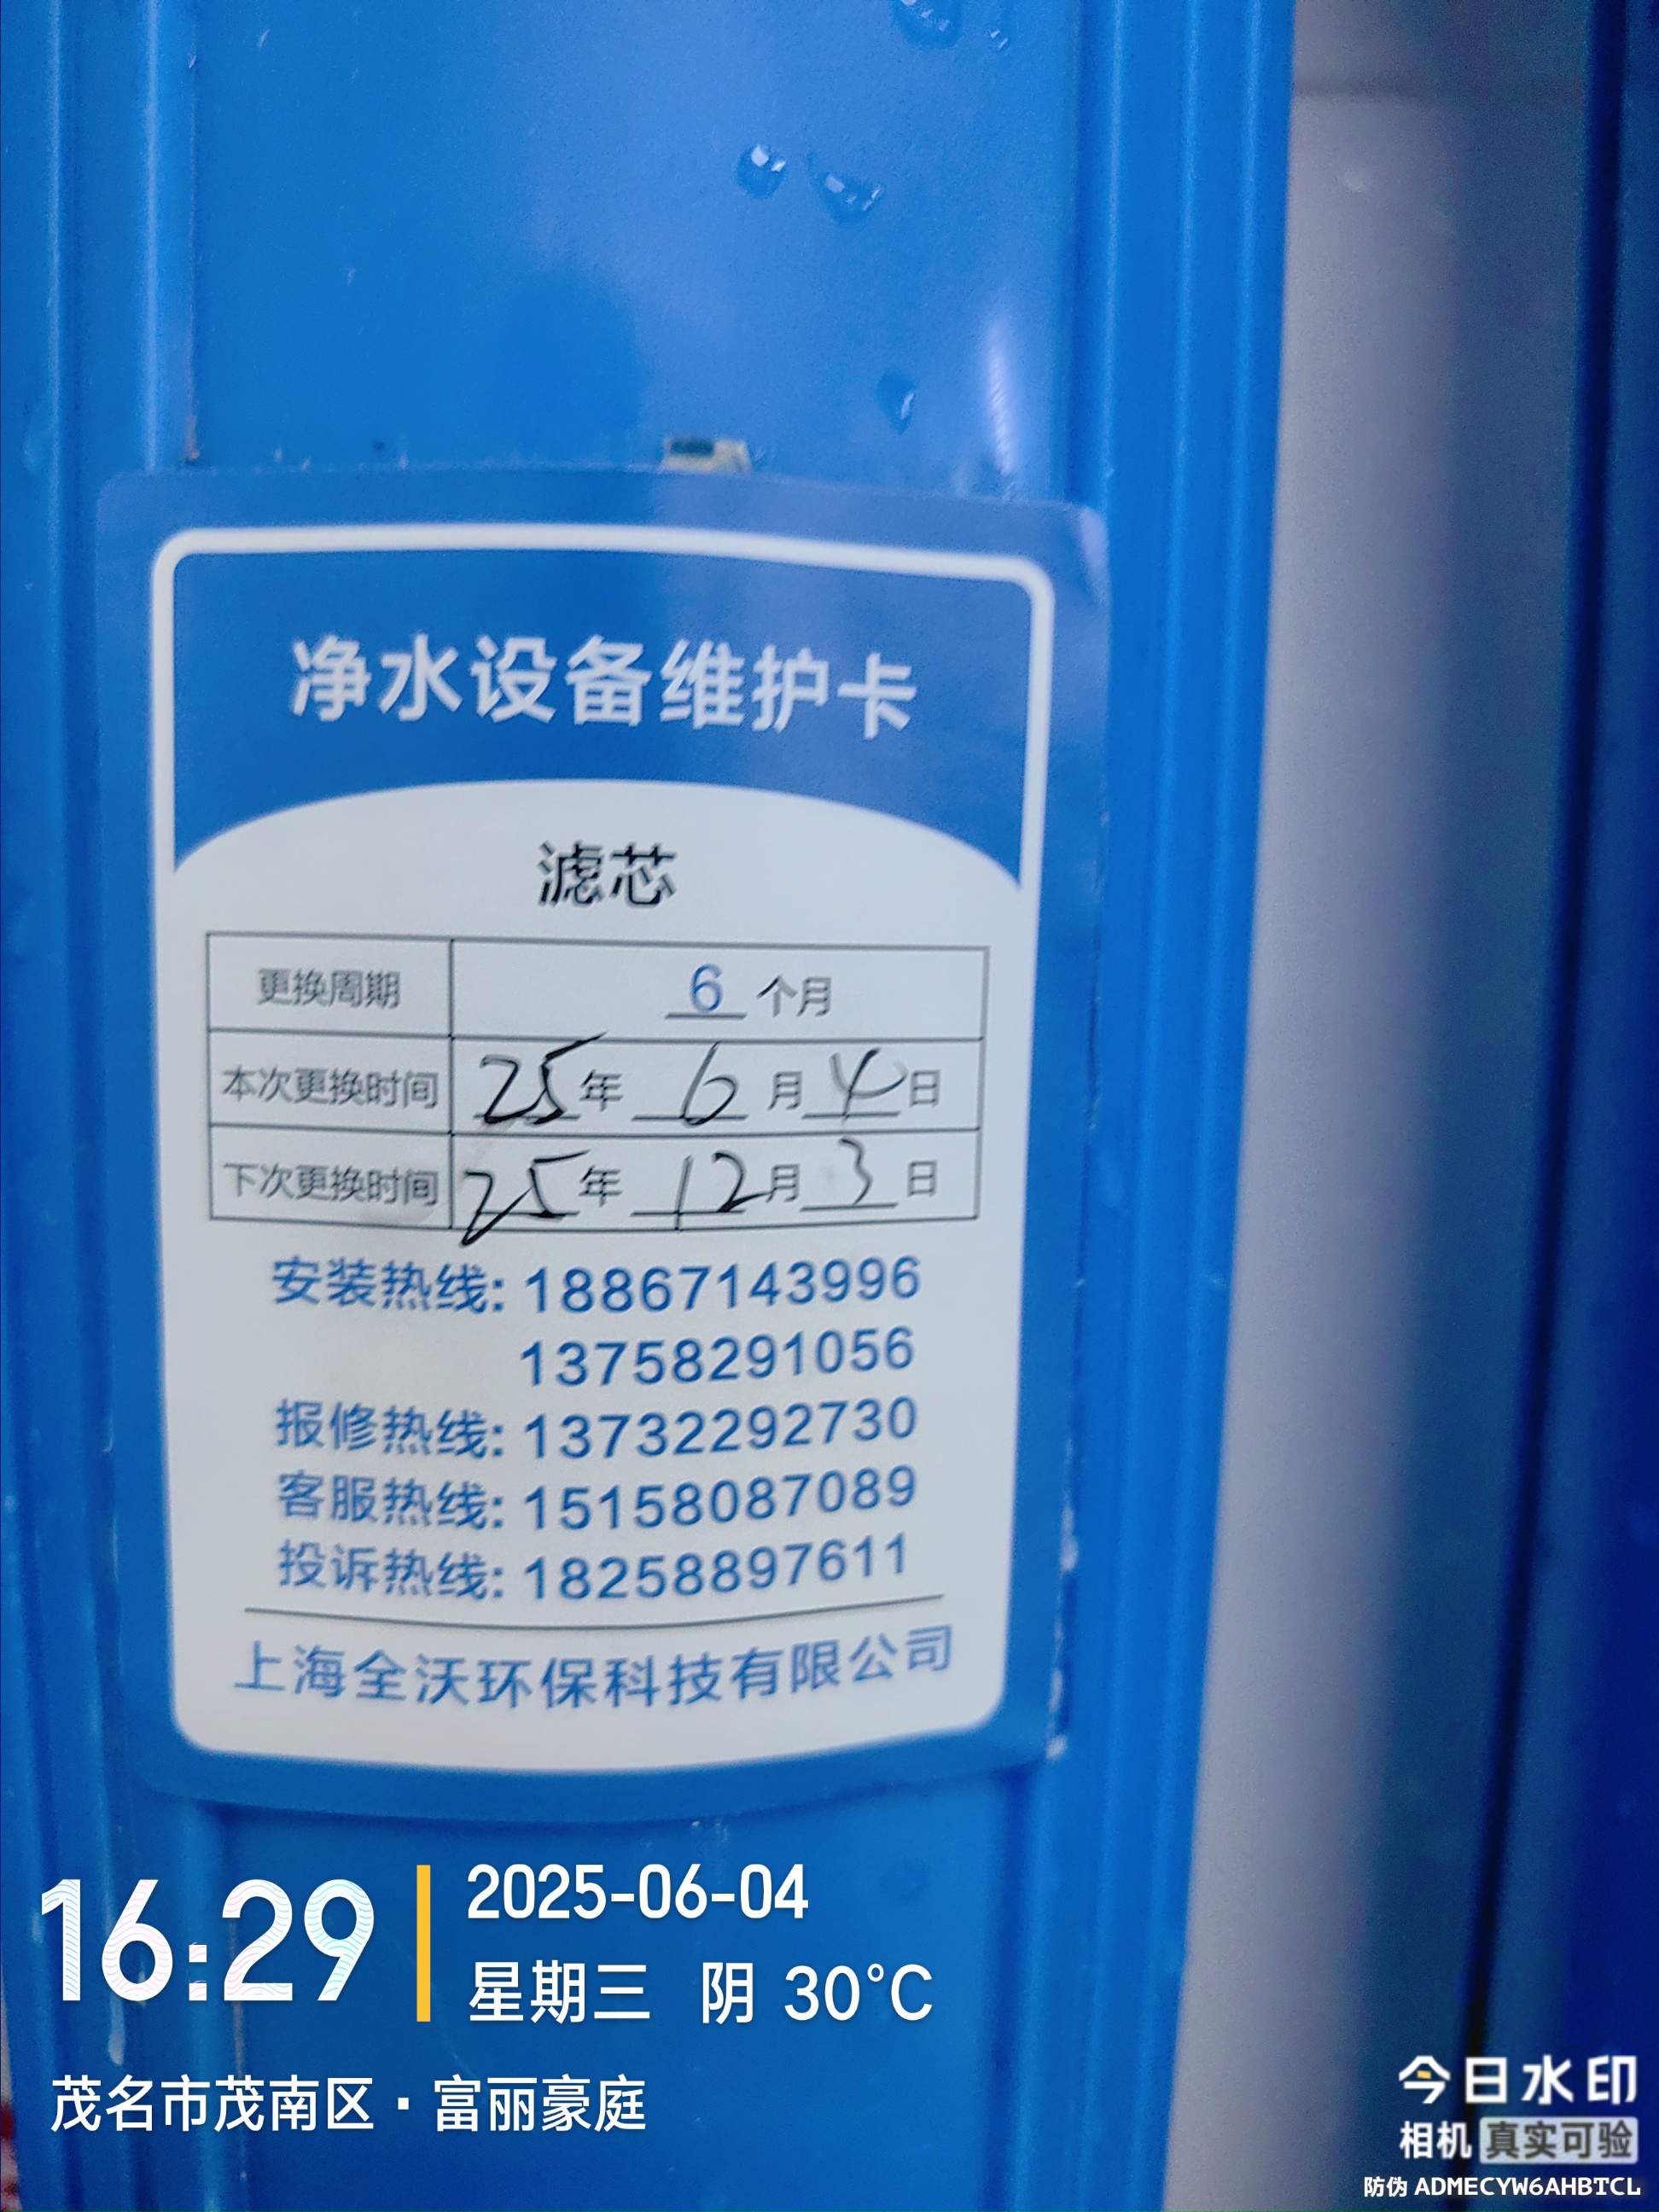 净水设备维护卡
滤芯
更换周期 6 个月
本次更换时间 25年 6 月 4 日
下次更换时间 25年 12月 3 日
安装热线: 18867143996
13758291056
报修热线: 13732292730
客服热线: 15158087089
投诉热线: 18258897611
上海全沃环保科技有限公司
16:29
2025-06-04
星期三 阴 30°C
茂名市茂南区·富丽豪庭
今日水印
相机 真实可验
防伪 ADMECYW6AHBTCL